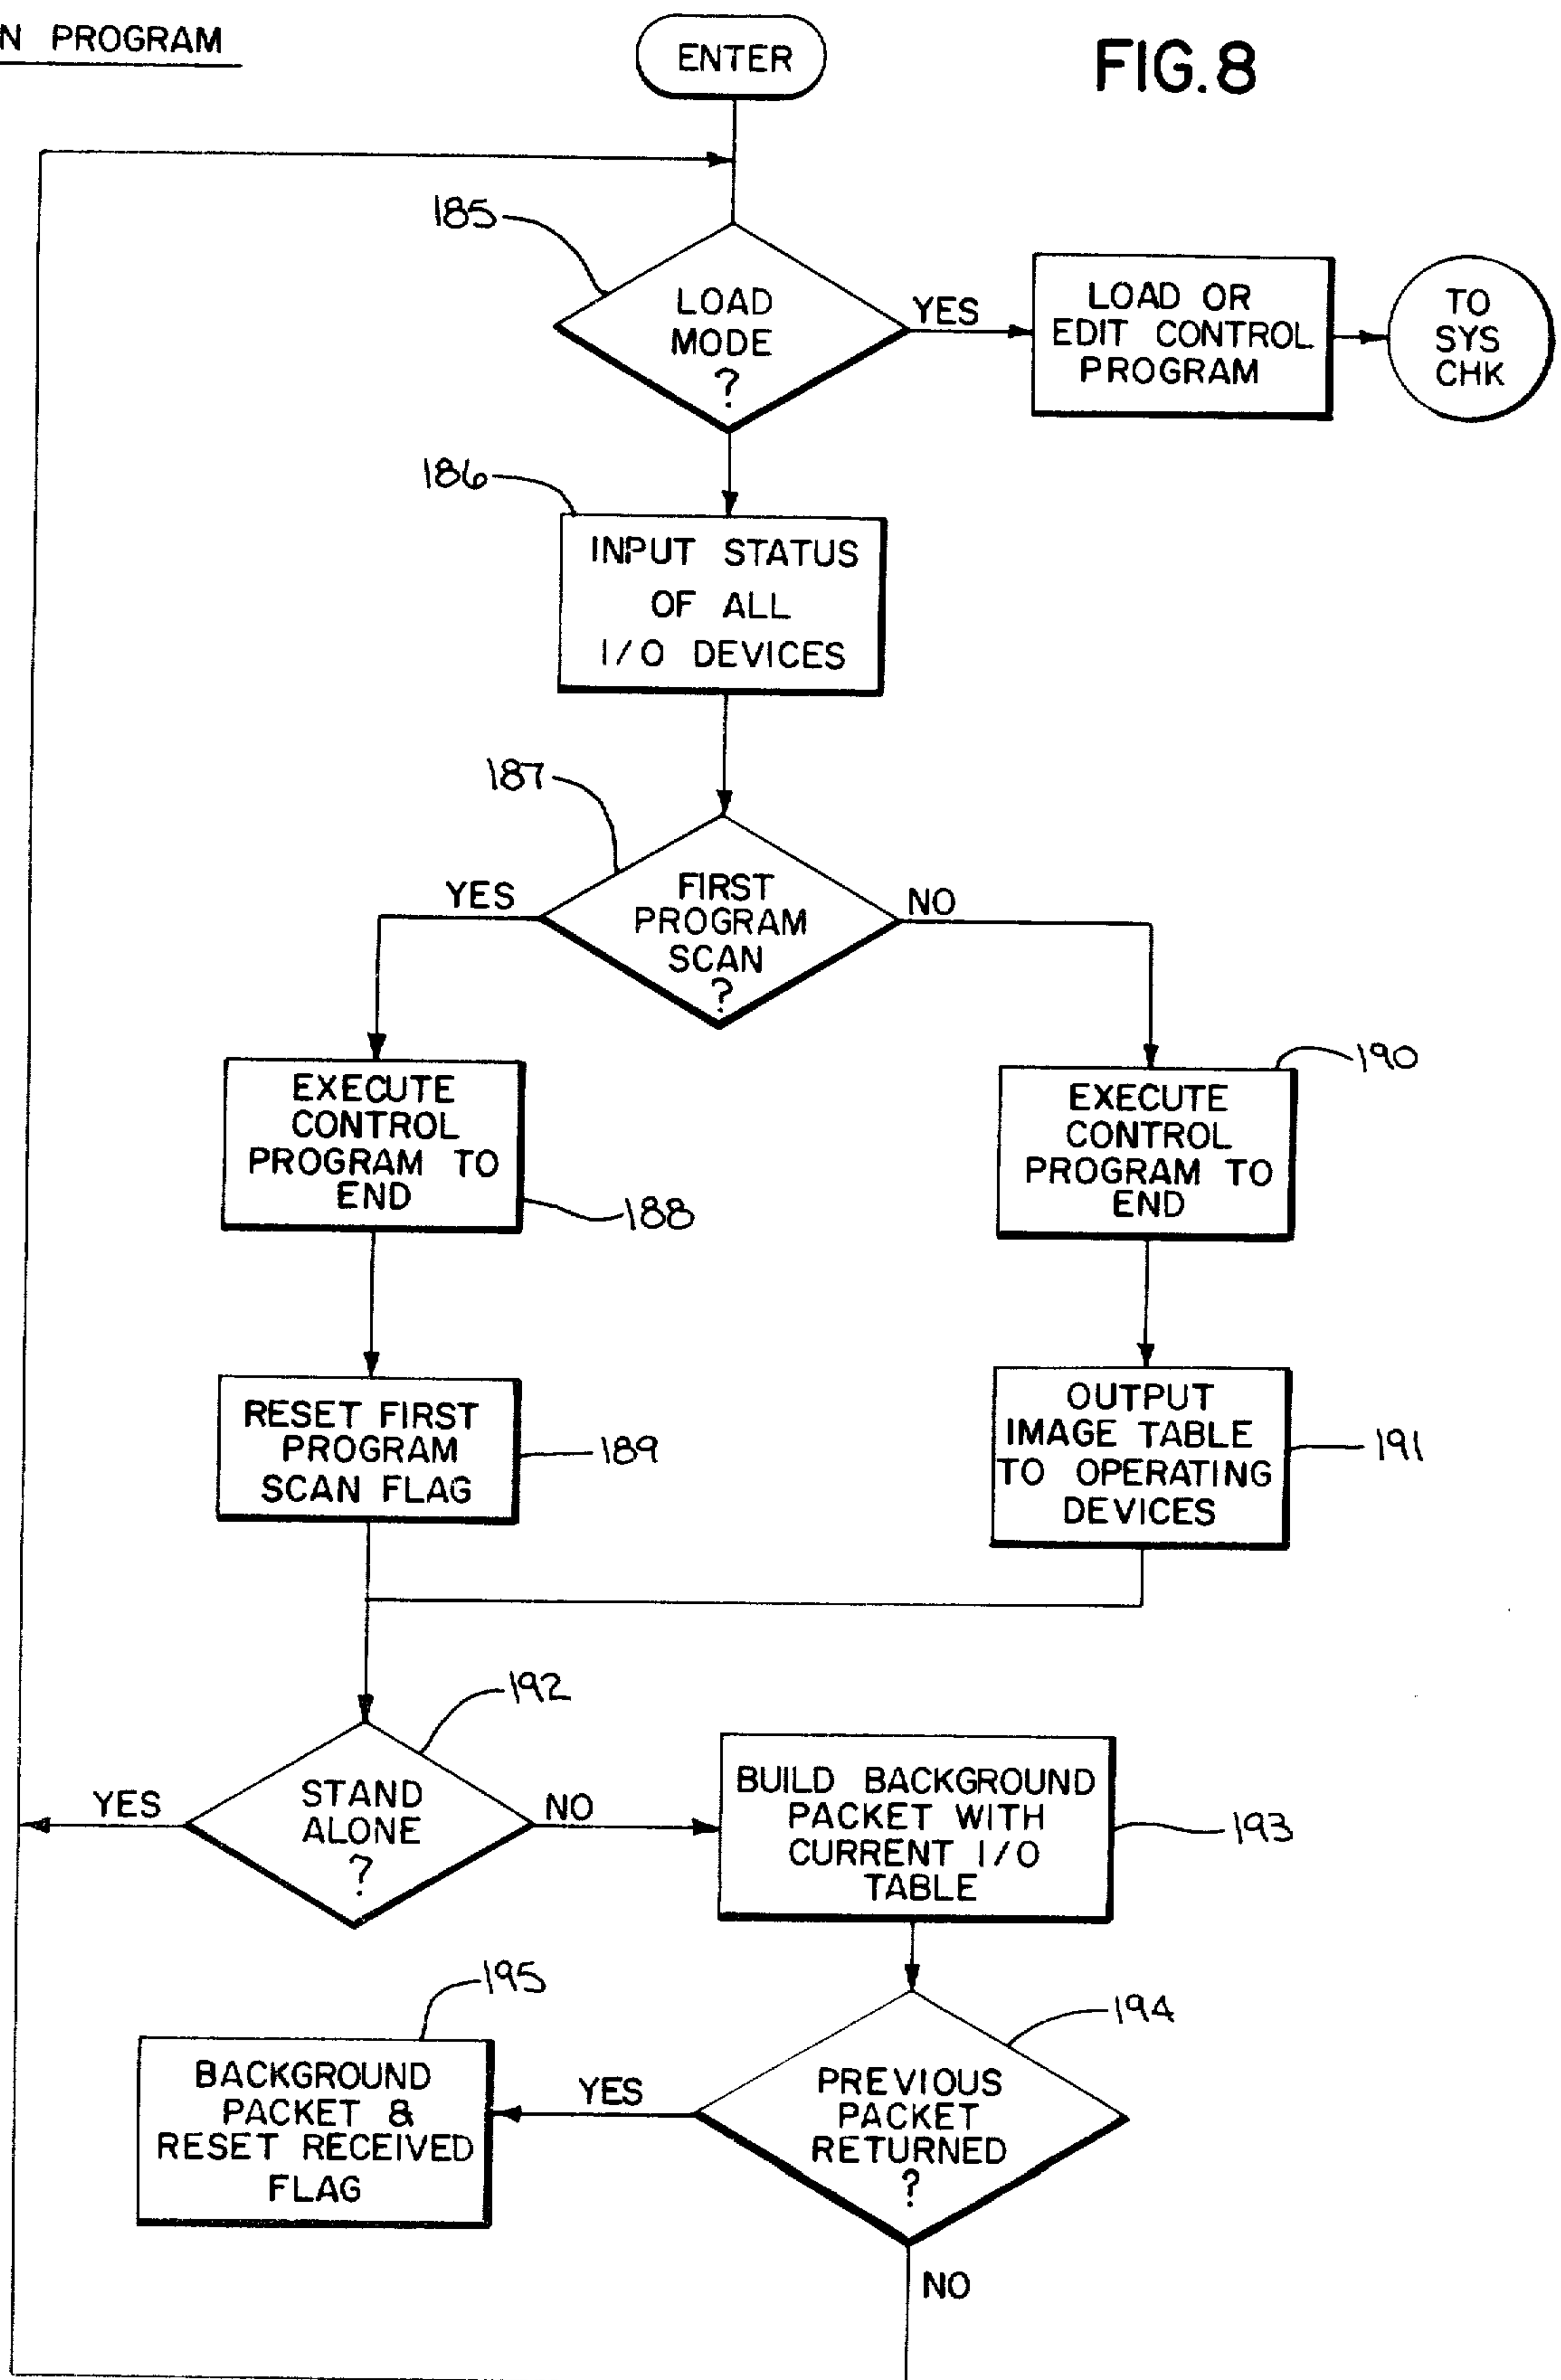 N PROGRAM
FIG.8
ENTER
185
LOAD
MODE
?
YES
LOAD OR
EDIT CONTROL
PROGRAM
TO
SYS
CHK
186
INPUT STATUS
OF ALL
I/O DEVICES
187
FIRST
PROGRAM
SCAN
?
YES
NO
EXECUTE
CONTROL
PROGRAM TO
END
188
EXECUTE
CONTROL
PROGRAM TO
END
190
RESET FIRST
PROGRAM
SCAN FLAG
189
OUTPUT
IMAGE TABLE
TO OPERATING
DEVICES
191
192
STAND
ALONE
?
YES
NO
BUILD BACKGROUND
PACKET WITH
CURRENT I/O
TABLE
193
194
PREVIOUS
PACKET
RETURNED
?
YES
NO
195
BACKGROUND
PACKET &
RESET RECEIVED
FLAG